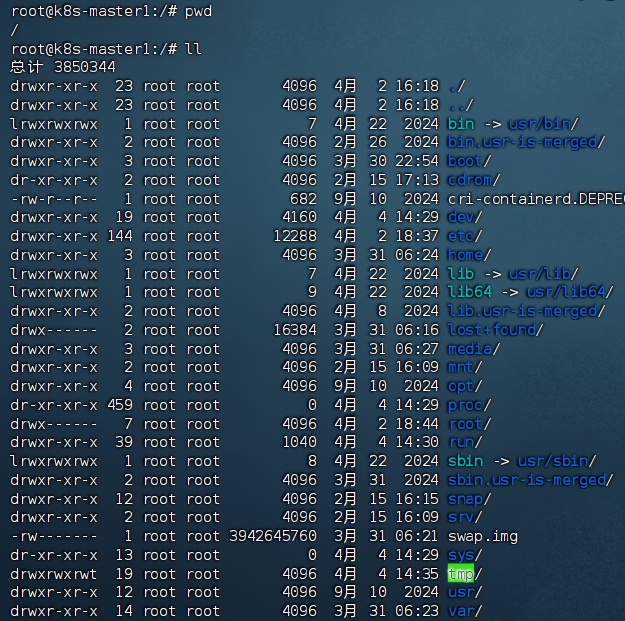 root@k8s-master1:/# pwd
/
root@k8s-master1:/# ll
总计 3850344
drwxr-xr-x  23 root root       4096  4月   2 16:18 ./
drwxr-xr-x  23 root root       4096  4月   2 16:18 ../
lrwxrwxrwx   1 root root          7  4月  22  2024 bin -> usr/bin/
drwxr-xr-x   2 root root       4096  2月  26  2024 bin.usr-is-merged/
drwxr-xr-x   3 root root       4096  3月  30 22:54 boot/
dr-xr-xr-x   2 root root       4096  2月  15 17:13 cdrom/
-rw-r--r--   1 root root        682  9月  10  2024 cri-containerd.DEPRE
drwxr-xr-x  19 root root       4160  4月   4 14:29 dev/
drwxr-xr-x 144 root root      12288  4月   2 18:37 etc/
drwxr-xr-x   3 root root       4096  3月  31 06:24 home/
lrwxrwxrwx   1 root root          7  4月  22  2024 lib -> usr/lib/
lrwxrwxrwx   1 root root          9  4月  22  2024 lib64 -> usr/lib64/
drwxr-xr-x   2 root root       4096  4月   8  2024 lib.usr-is-merged/
drwx------   2 root root      16384  3月  31 06:16 lost+found/
drwxr-xr-x   3 root root       4096  3月  31 06:27 media/
drwxr-xr-x   2 root root       4096  2月  15 16:09 mnt/
drwxr-xr-x   4 root root       4096  9月  10  2024 opt/
dr-xr-xr-x 459 root root          0  4月   4 14:29 proc/
drwx------   7 root root       4096  4月   2 18:44 root/
drwxr-xr-x  39 root root       1040  4月   4 14:30 run/
lrwxrwxrwx   1 root root          8  4月  22  2024 sbin -> usr/sbin/
drwxr-xr-x   2 root root       4096  3月  31  2024 sbin.usr-is-merged/
drwxr-xr-x  12 root root       4096  2月  15 16:15 snap/
drwxr-xr-x   2 root root       4096  2月  15 16:09 srv/
-rw-------   1 root root 3942645760  3月  31 06:21 swap.img
dr-xr-xr-x  13 root root          0  4月   4 14:29 sys/
drwxrwxrwt  19 root root       4096  4月   4 14:35 tmp/
drwxr-xr-x  12 root root       4096  9月  10  2024 usr/
drwxr-xr-x  14 root root       4096  3月  31 06:23 var/